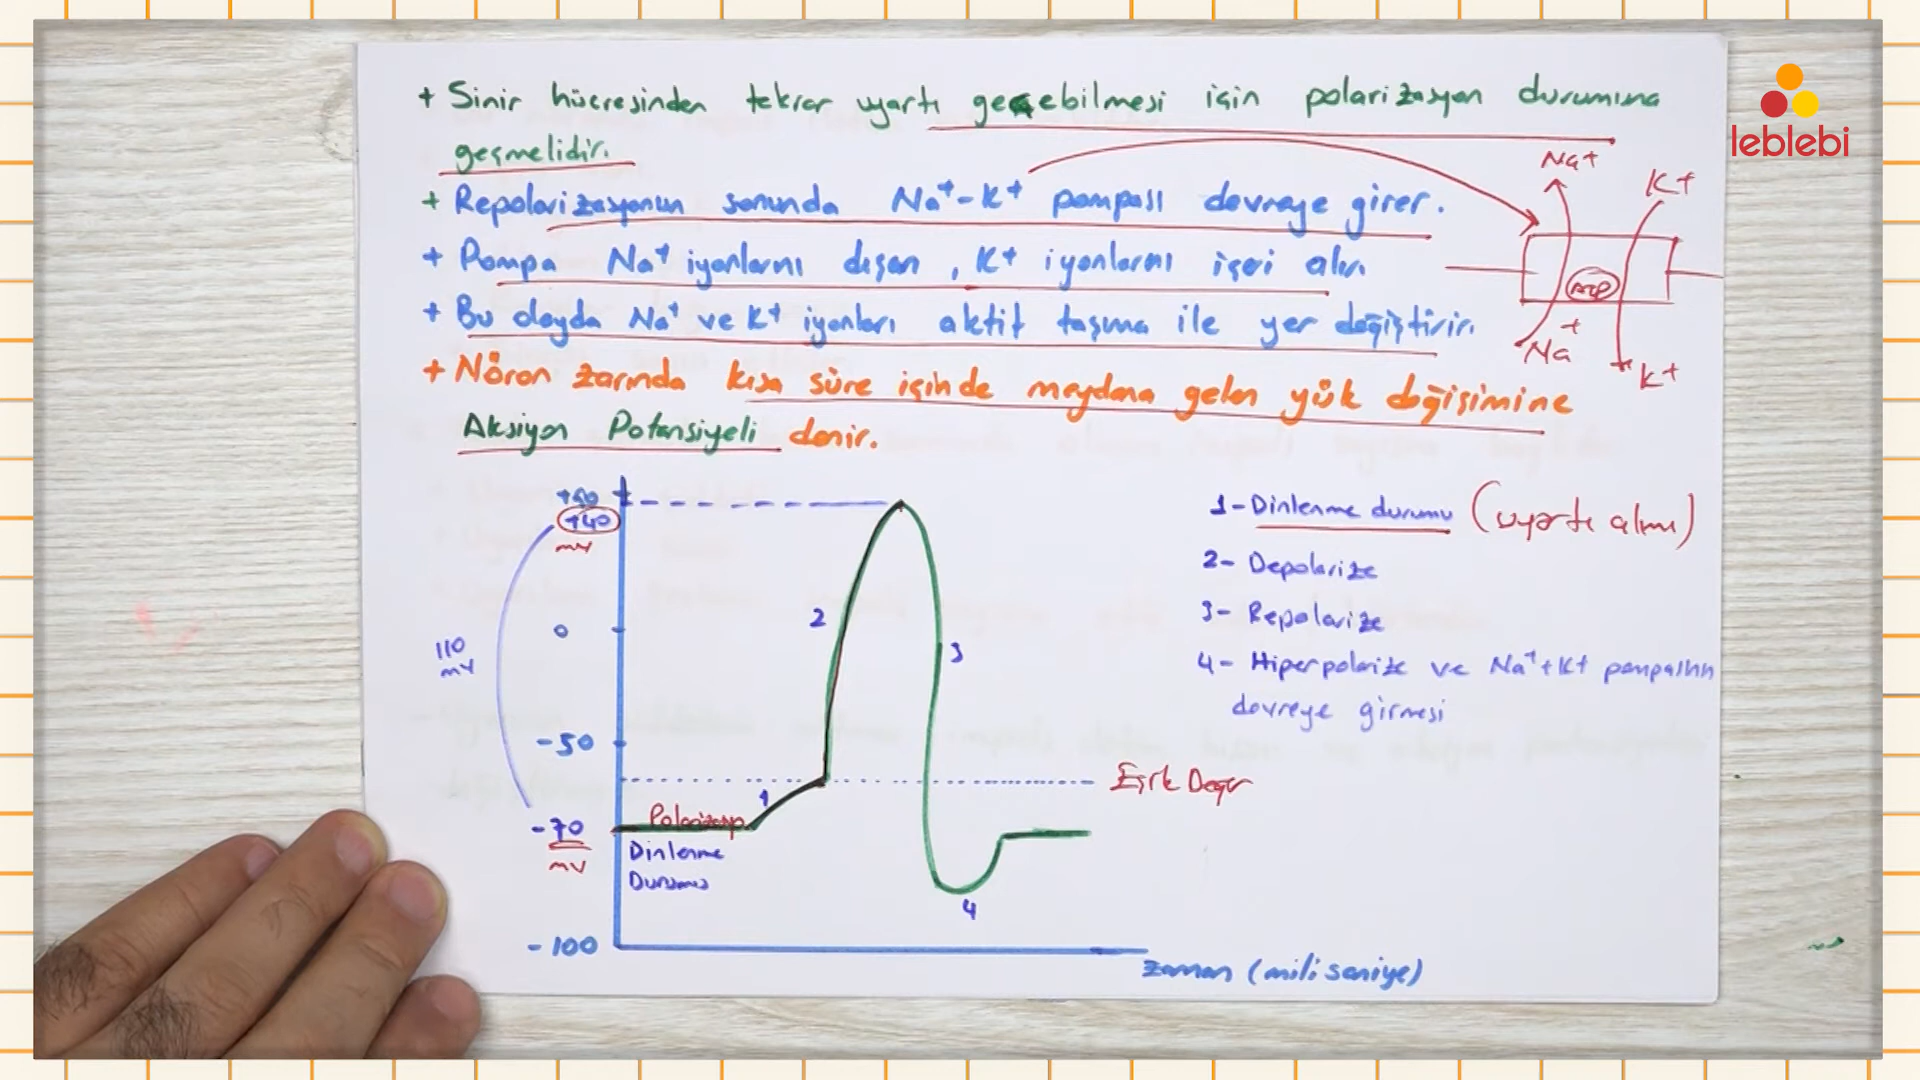 + Sinir hücresinden tekrar uyartı geçebilmesi için polarizasyon durumuna
geçmelidir.
+ Repolarizasyonun sonunda Na+-K+ pompası devreye girer.
+ Pompa Na+ iyonlarını dışarı, K+ iyonlarını içeri alır.
+ Bu olayda Na+ ve K+ iyonları aktif taşıma ile yer değiştirir.
+ Nöron zarında kısa süre içinde meydana gelen yük değişimine
Aksiyon Potansiyeli denir.
leblebi
Na+
K+
ATP
Na+
K+
+40
mV
0
110
mV
-50
-70
mV
-100
Polarizasyon
Dinlenme
Durumu
1
2
3
4
Eşik Değer
zaman (milisaniye)
1- Dinlenme durumu (uyartı alımı)
2- Depolarize
3- Repolarize
4- Hiperpolarize ve Na++K+ pompasının
devreye girmesi